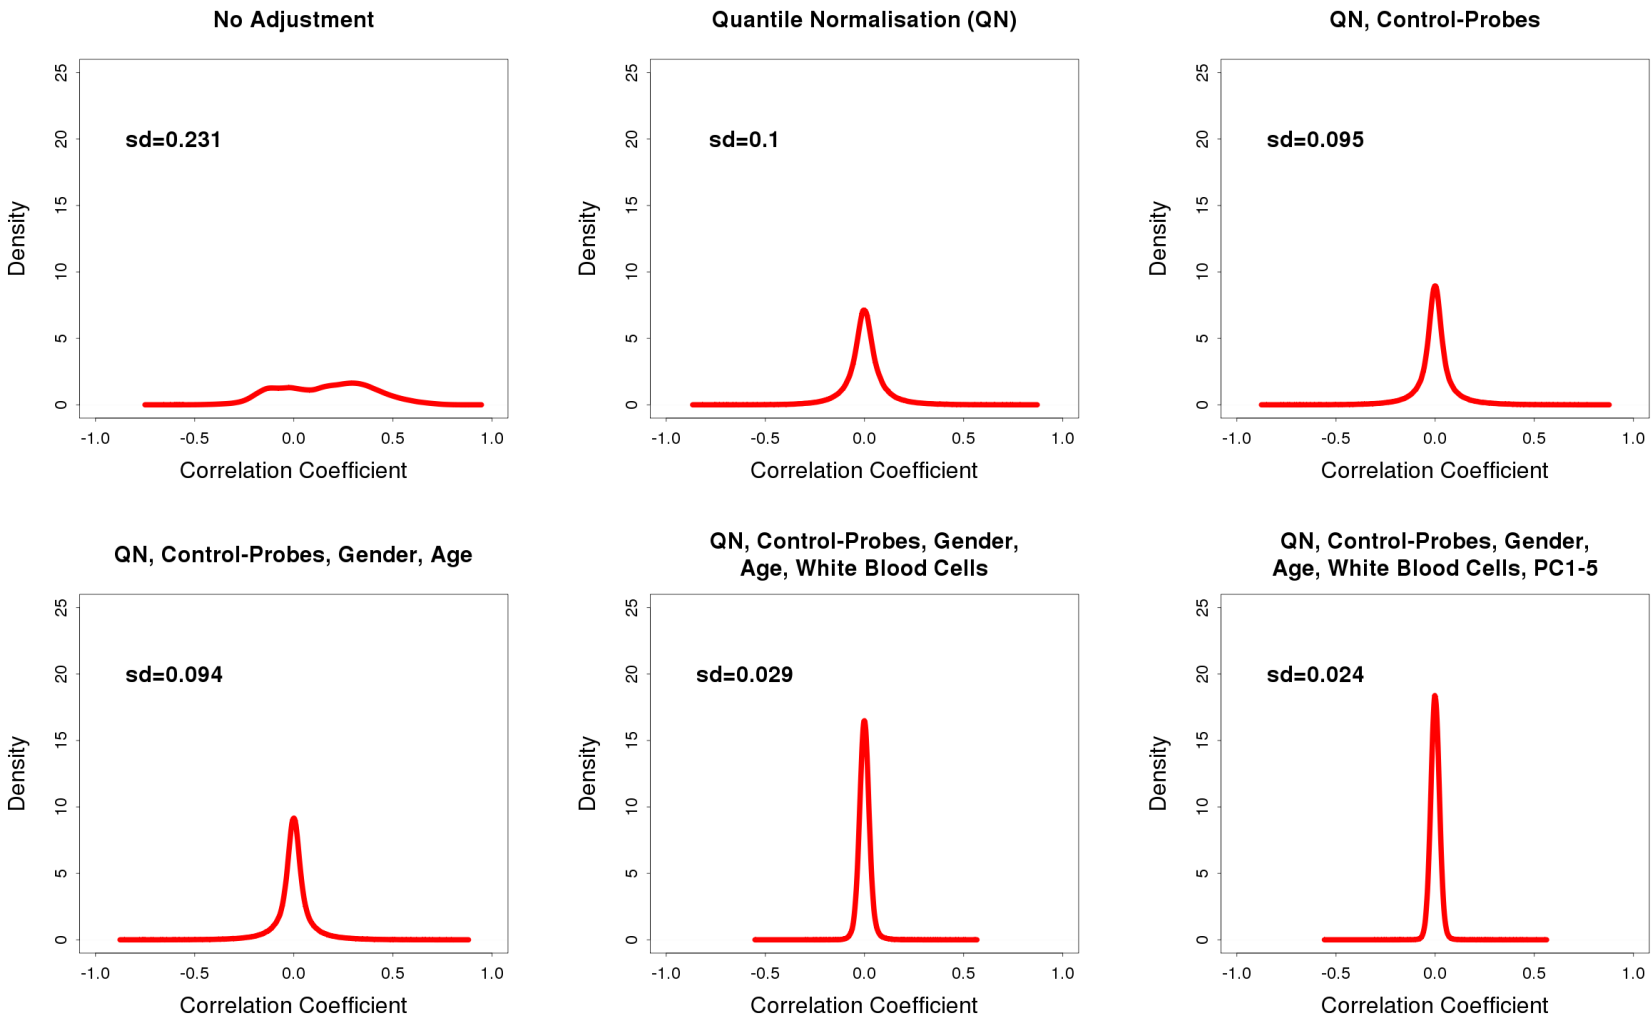 No Adjustment
25
20
15
10
5
0
Density
sd=0.231
-1.0 -0.5 0.0 0.5 1.0
Correlation Coefficient
Quantile Normalisation (QN)
25
20
15
10
5
0
Density
sd=0.1
-1.0 -0.5 0.0 0.5 1.0
Correlation Coefficient
QN, Control-Probes
25
20
15
10
5
0
Density
sd=0.095
-1.0 -0.5 0.0 0.5 1.0
Correlation Coefficient
QN, Control-Probes, Gender, Age
25
20
15
10
5
0
Density
sd=0.094
-1.0 -0.5 0.0 0.5 1.0
Correlation Coefficient
QN, Control-Probes, Gender,
Age, White Blood Cells
25
20
15
10
5
0
Density
sd=0.029
-1.0 -0.5 0.0 0.5 1.0
Correlation Coefficient
QN, Control-Probes, Gender,
Age, White Blood Cells, PC1-5
25
20
15
10
5
0
Density
sd=0.024
-1.0 -0.5 0.0 0.5 1.0
Correlation Coefficient